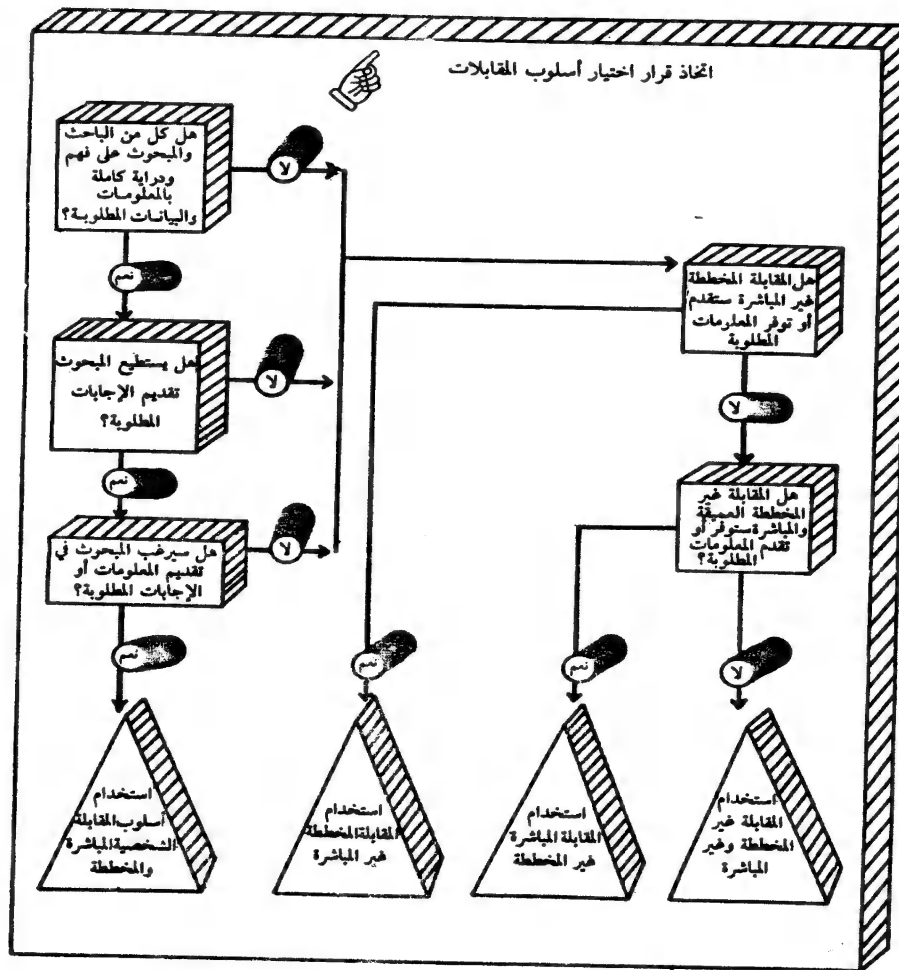 اتخاذ قرار اختيار أسلوب المقابلات
هل كل من الباحث
والمبحوث على فهم
ودراية كاملة
بالمعلومات
والبيانات المطلوبة؟
لا
نعم
هل يستطيع المبحوث
تقديم الإجابات
المطلوبة؟
لا
نعم
هل سيرغب المبحوث في
تقديم المعلومات أو
الإجابات المطلوبة؟
لا
نعم
هل المقابلة المخططة
غير المباشرة ستقدم
أو توفر المعلومات
المطلوبة
لا
نعم
هل المقابلة غير
المخططة العميقة
والمباشرة ستوفر أو
تقدم المعلومات
المطلوبة؟
نعم
لا
استخدام
أسلوب المقابلة
الشخصية المباشرة
والمخططة
استخدام
المقابلة المخططة
غير المباشرة
استخدام
المقابلة المباشرة
غير المخططة
استخدام
المقابلة غير
المخططة وغير
المباشرة